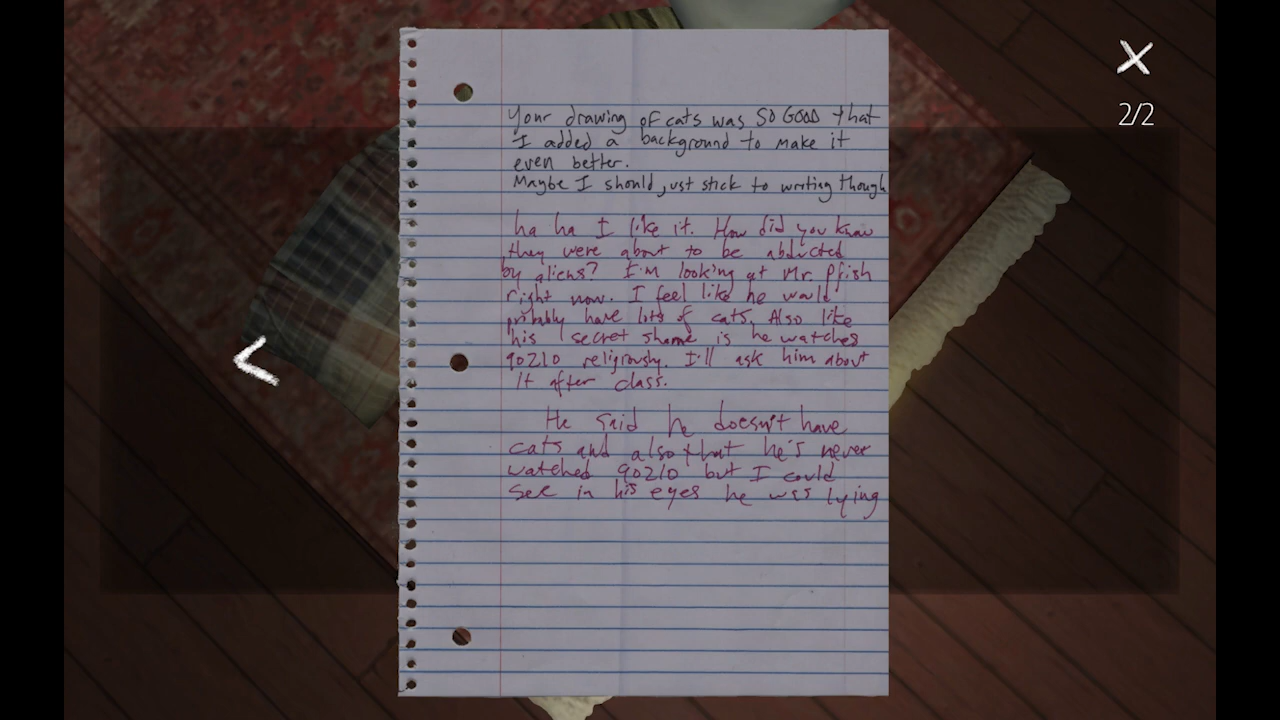 2/2
Your drawing of cats was SO GOOD that
I added a background to make it
even better.
Maybe I should just stick to writing though
ha ha I like it. How did you know
they were about to be abducted
by aliens? I'm looking at Mr. Pfish
right now. I feel like he would
probably have lots of cats. Also like
his secret shame is he watches
90210 religiously. I'll ask him about
it after class.
He said he doesn't have
cats and also that he's never
watched 90210 but I could
see in his eyes he was lying